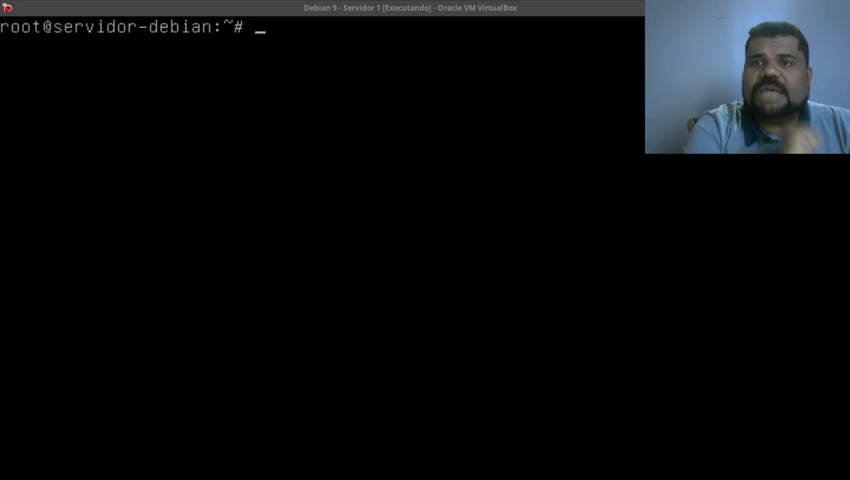 Debian 9 - Servidor 1 [Executando] - Oracle VM VirtualBox
root@servidor-debian:~# _